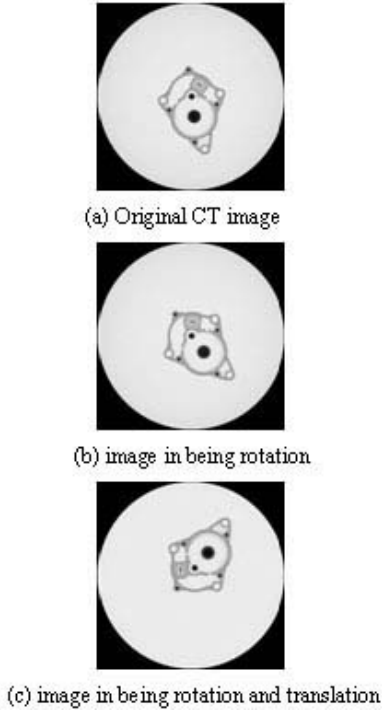 (a) Original CT image
(b) image in being rotation
(c) image in being rotation and translation